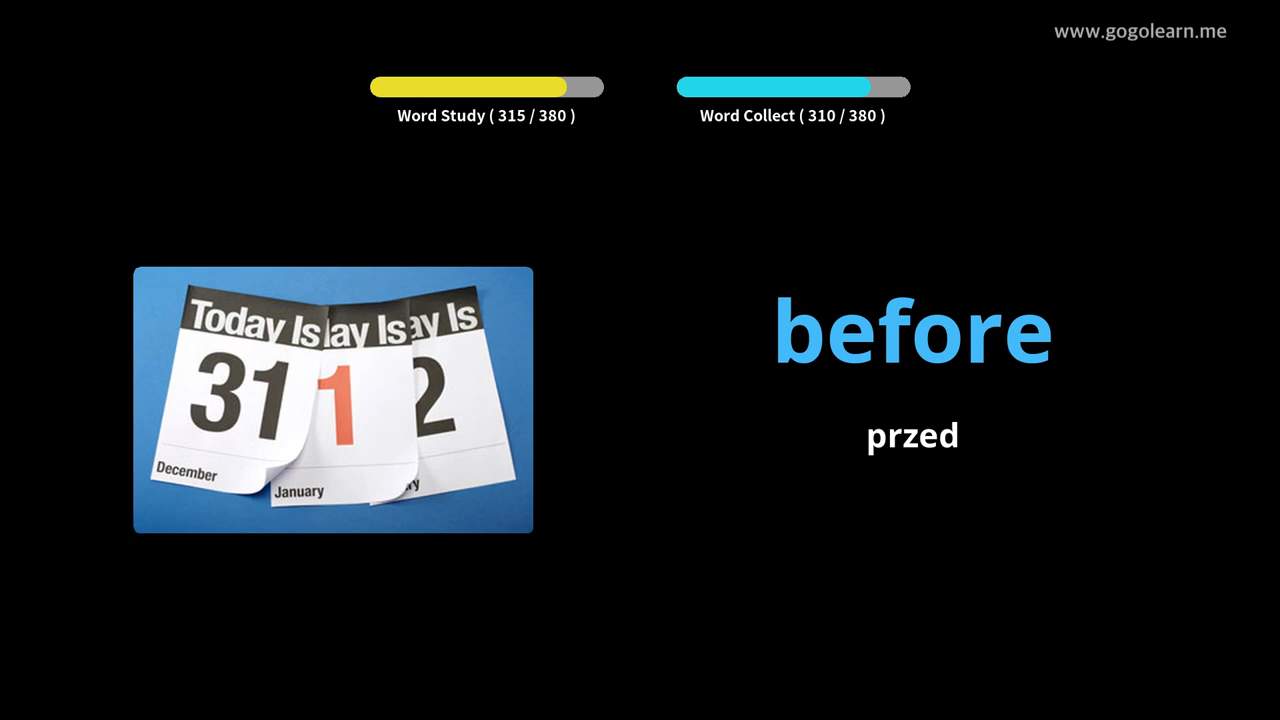 www.gogolearn.me
Word Study ( 315 / 380 )
Word Collect ( 310 / 380 )
Today Is
31
December
ay Is
1
January
ay Is
2
before
przed